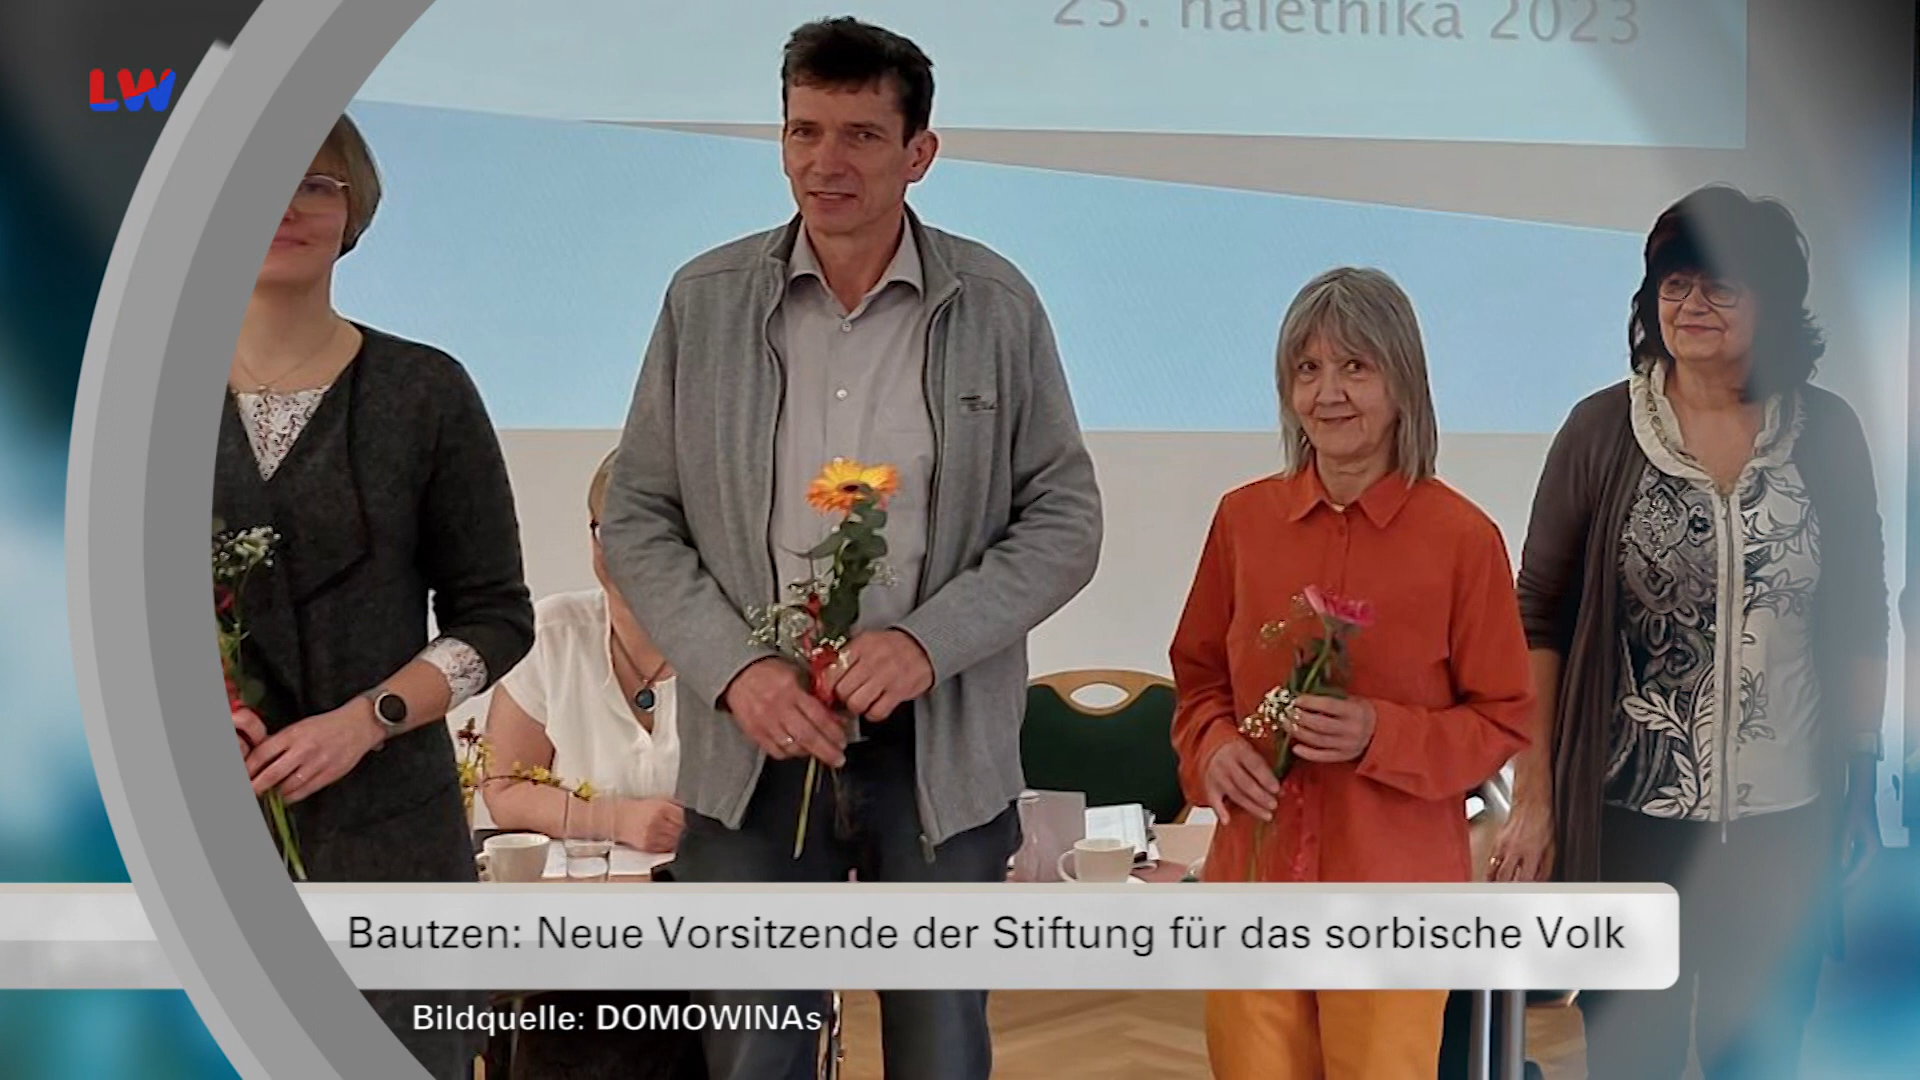 25. nalětnika 2023
LW
Bautzen: Neue Vorsitzende der Stiftung für das sorbische Volk
Bildquelle: DOMOWINAs